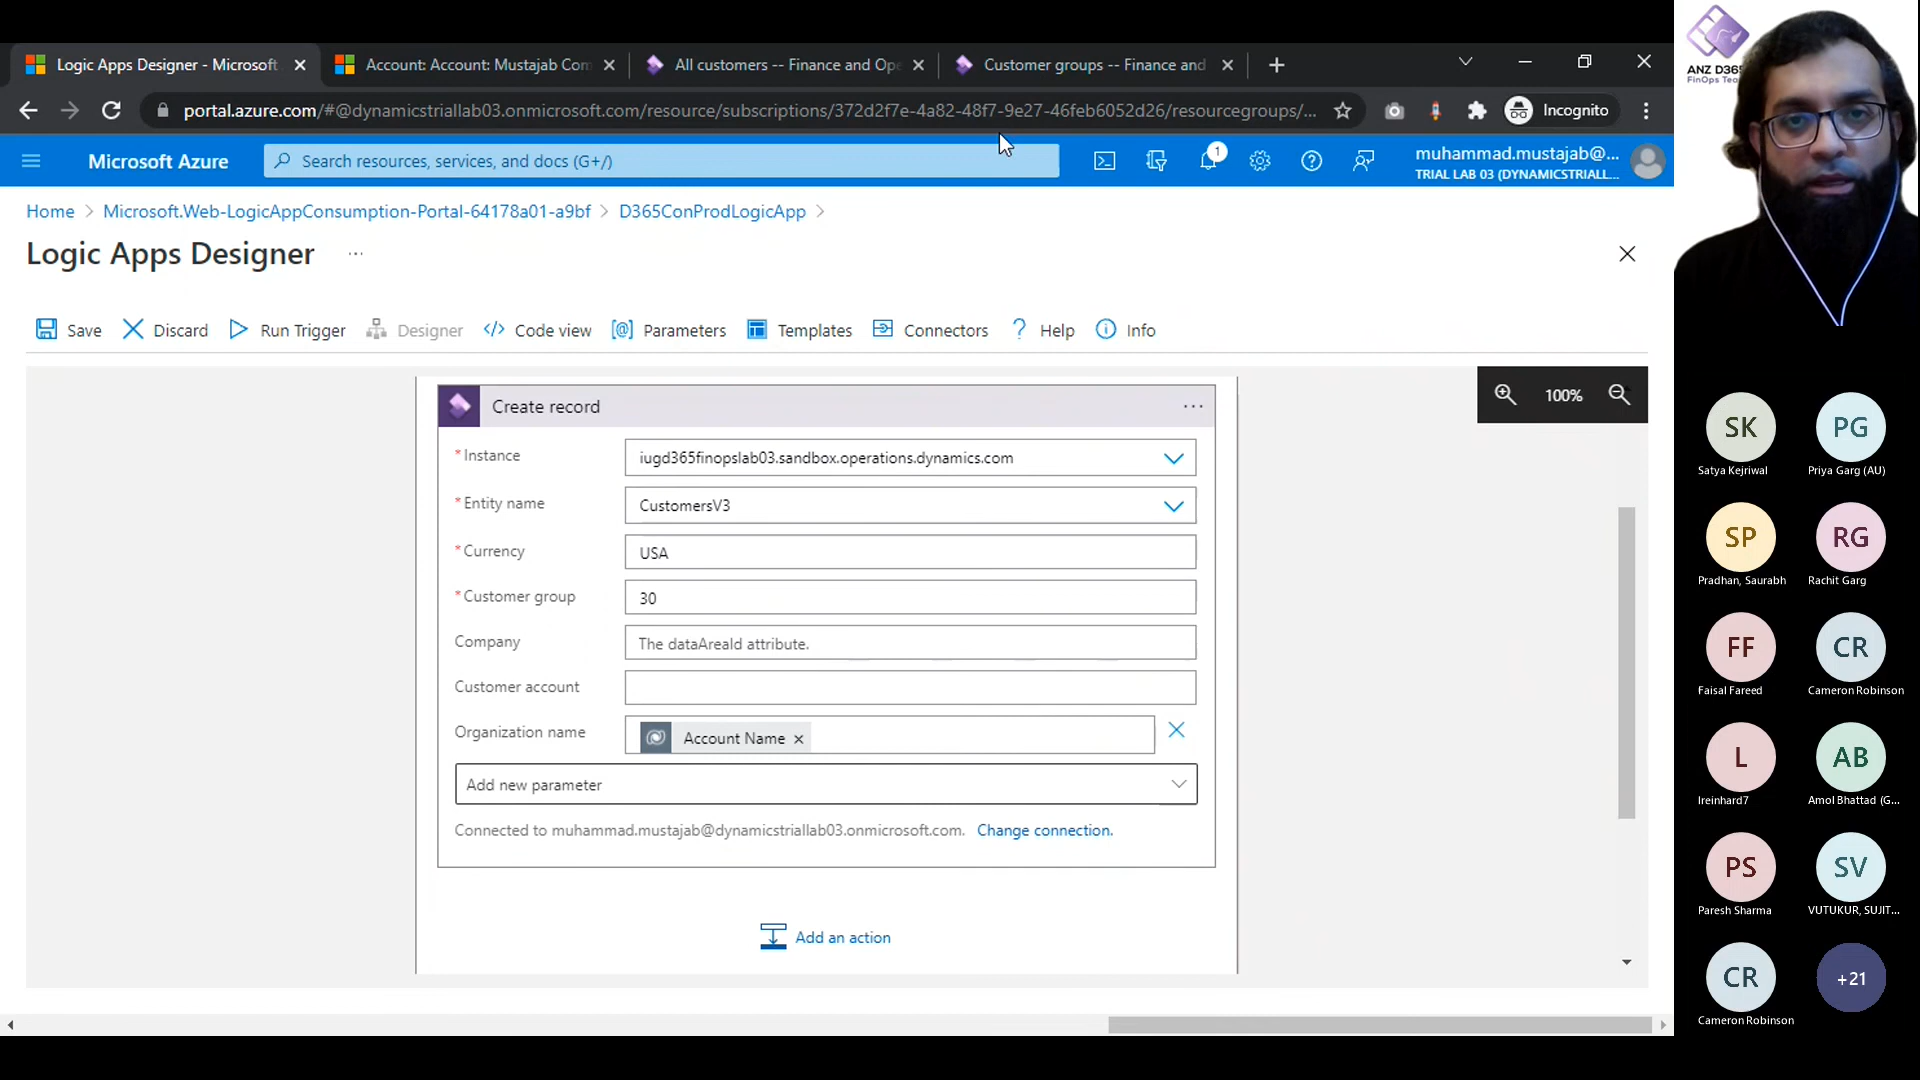 Logic Apps Designer - Microsoft
Account: Account: Mustajab Com
All customers -- Finance and Ope
Customer groups -- Finance and
portal.azure.com/#@dynamicstriallab03.onmicrosoft.com/resource/subscriptions/372d2f7e-4a82-48f7-9e27-46feb6052d26/resourcegroups/...
Incognito
Microsoft Azure
Search resources, services, and docs (G+/)
1
muhammad.mustajab@...
TRIAL LAB 03 (DYNAMICSTRIALL...
Home > Microsoft.Web-LogicAppConsumption-Portal-64178a01-a9bf > D365ConProdLogicApp >
Logic Apps Designer ...
Save Discard Run Trigger Designer Code view Parameters Templates Connectors Help Info
100%
Create record
* Instance iugd365finopslab03.sandbox.operations.dynamics.com
* Entity name CustomersV3
* Currency USA
* Customer group 30
Company The dataAreaId attribute.
Customer account
Organization name Account Name ×
Add new parameter
Connected to muhammad.mustajab@dynamicstriallab03.onmicrosoft.com. Change connection.
Add an action
ANZ D365
SK PG
Satya Kejriwal Priya Garg (AU)
SP RG
Pradhan, Saurabh Rachit Garg
FF CR
Faisal Fareed Cameron Robinson
L AB
lreinhard7 Amol Bhattad (G...
PS SV
Paresh Sharma VUTUKUR, SUJIT...
CR +21
Cameron Robinson